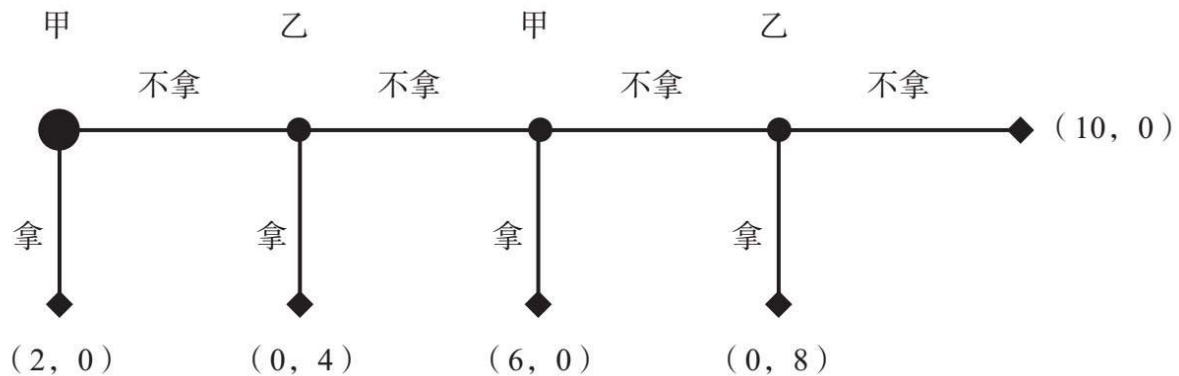 甲 乙 甲 乙
不拿 不拿 不拿 不拿
(10, 0)
拿 拿 拿 拿
(2, 0) (0, 4) (6, 0) (0, 8)